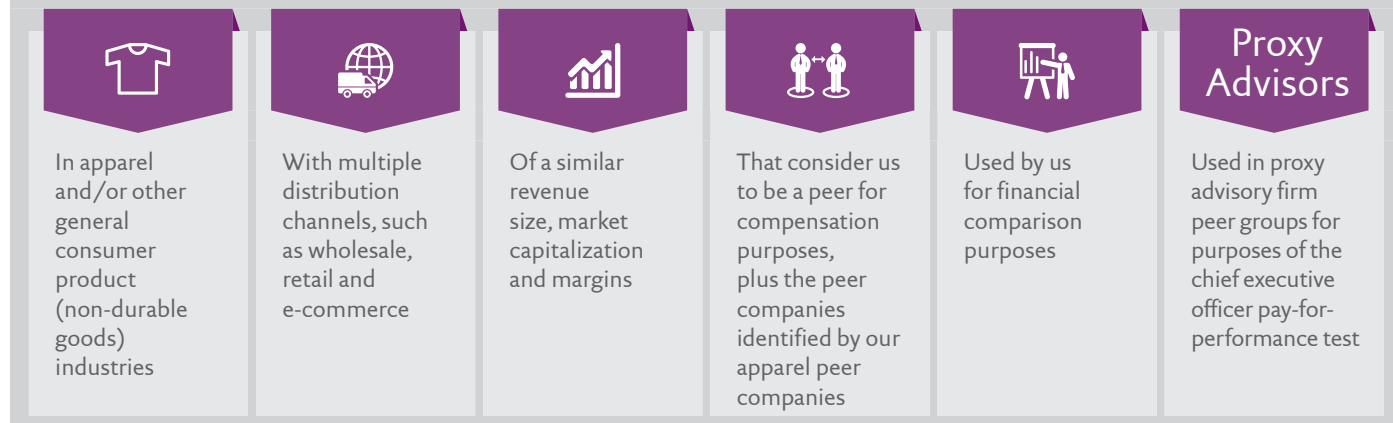 In apparel
and/or other
general
consumer
product
(non-durable
goods)
industries
With multiple
distribution
channels, such
as wholesale,
retail and
e-commerce
Of a similar
revenue
size, market
capitalization
and margins
That consider us
to be a peer for
compensation
purposes,
plus the peer
companies
identified by our
apparel peer
companies
Used by us
for financial
comparison
purposes
Proxy
Advisors
Used in proxy
advisory firm
peer groups for
purposes of the
chief executive
officer pay-for-
performance test